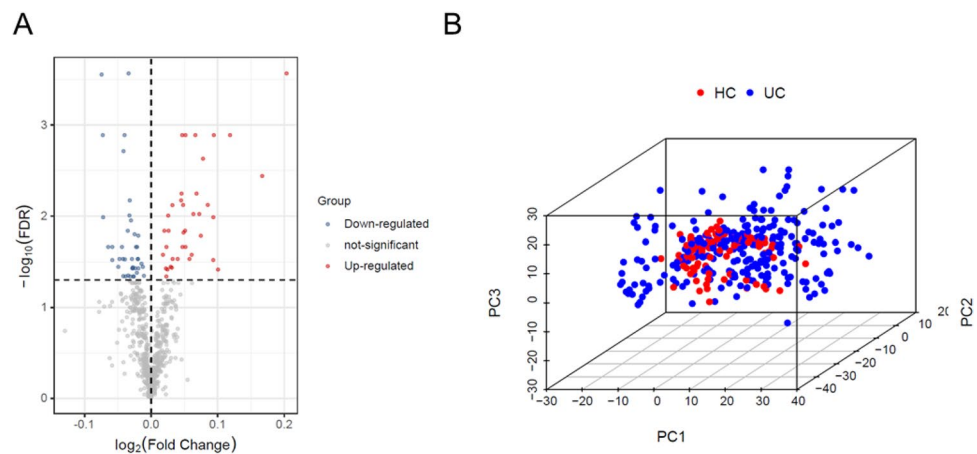 A
3
2
1
0
−log10(FDR)
-0.1
0.0
0.1
0.2
log2(Fold Change)
Group
Down-regulated
not-significant
Up-regulated
B
HC UC
30
20
10
0
−10
−20
−30
PC3
−30 −20 −10 0 10 20 30 40
PC1
−40
−30
−20
−10
0
10
PC2